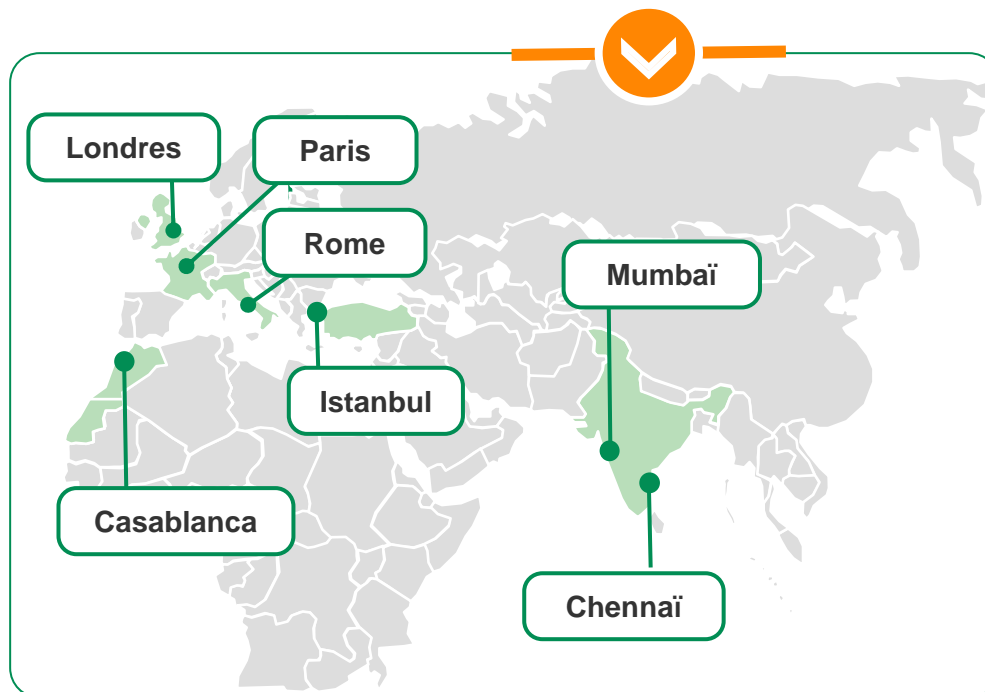 Londres
Paris
Rome
Mumbaï
Istanbul
Casablanca
Chennaï